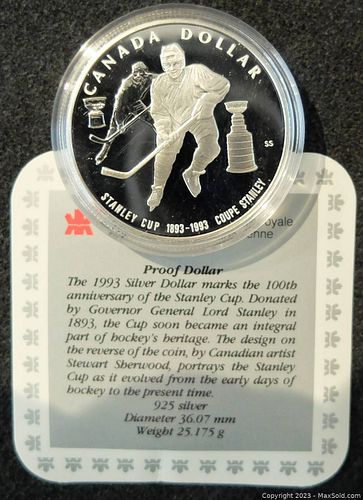 CANADA DOLLAR
SS
STANLEY CUP 1893-1993 COUPE STANLEY
oyale
enne
Proof Dollar
The 1993 Silver Dollar marks the 100th
anniversary of the Stanley Cup. Donated
by Governor General Lord Stanley in
1893, the Cup soon became an integral
part of hockey's heritage. The design on
the reverse of the coin, by Canadian artist
Stewart Sherwood, portrays the Stanley
Cup as it evolved from the early days of
hockey to the present time.
925 silver
Diameter 36.07 mm
Weight 25.175 g
Copyright 2023 - MaxSold.com